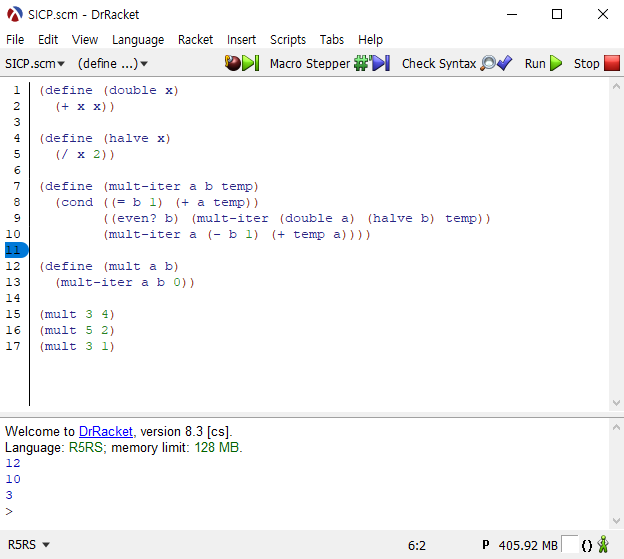 SICP.scm - DrRacket
File Edit View Language Racket Insert Scripts Tabs Help
SICP.scm▾ (define ...)▾ Macro Stepper Check Syntax Run Stop
1 (define (double x)
2   (+ x x))
3
4 (define (halve x)
5   (/ x 2))
6
7 (define (mult-iter a b temp)
8   (cond ((= b 1) (+ a temp))
9         ((even? b) (mult-iter (double a) (halve b) temp))
10         (mult-iter a (- b 1) (+ temp a))))
11
12 (define (mult a b)
13   (mult-iter a b 0))
14
15 (mult 3 4)
16 (mult 5 2)
17 (mult 3 1)
Welcome to DrRacket, version 8.3 [cs].
Language: R5RS; memory limit: 128 MB.
12
10
3
>
R5RS ▾ 6:2 P 405.92 MB ()